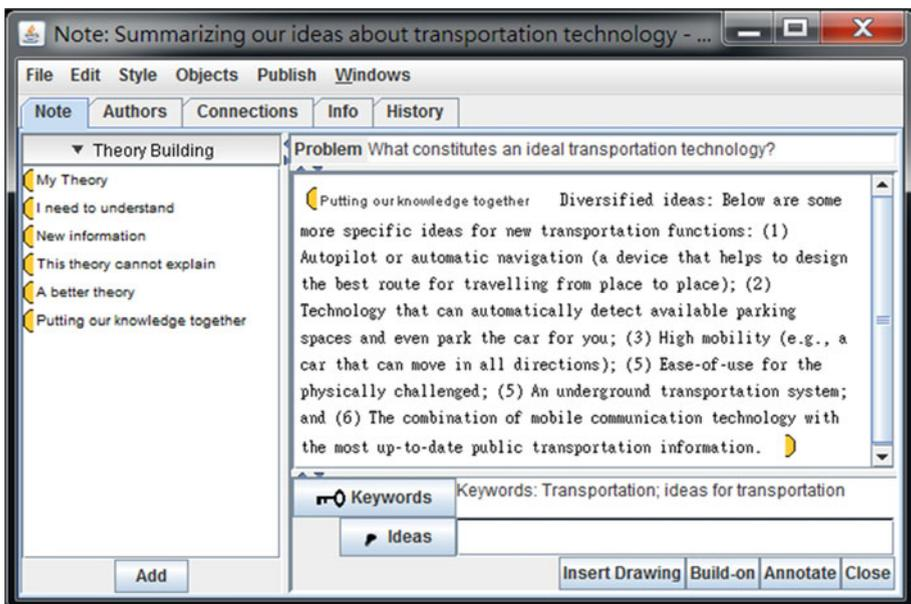 Note: Summarizing our ideas about transportation technology - ...
File Edit Style Objects Publish Windows
Note Authors Connections Info History
Theory Building
My Theory
I need to understand
New information
This theory cannot explain
A better theory
Putting our knowledge together
Add
Problem What constitutes an ideal transportation technology?
Putting our knowledge together Diversified ideas: Below are some
more specific ideas for new transportation functions: (1)
Autopilot or automatic navigation (a device that helps to design
the best route for travelling from place to place); (2)
Technology that can automatically detect available parking
spaces and even park the car for you; (3) High mobility (e.g., a
car that can move in all directions); (5) Ease-of-use for the
physically challenged; (5) An underground transportation system;
and (6) The combination of mobile communication technology with
the most up-to-date public transportation information.
Keywords Keywords: Transportation; ideas for transportation
Ideas
Insert Drawing Build-on Annotate Close